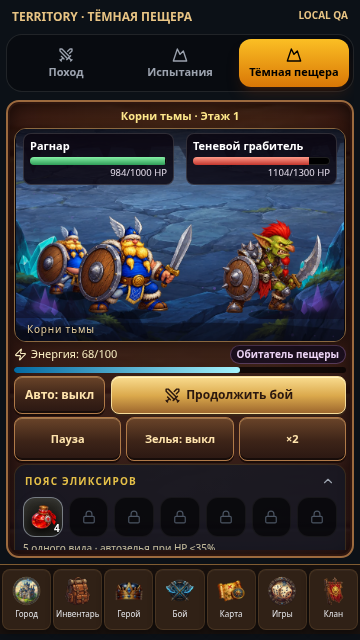 TERRITORY · ТЁМНАЯ ПЕЩЕРА
LOCAL QA
Поход
Испытания
Тёмная пещера
Корни тьмы · Этаж 1
Рагнар
984/1000 HP
Теневой грабитель
1104/1300 HP
Корни тьмы
Энергия: 68/100
Обитатель пещеры
Авто: выкл
Продолжить бой
Пауза
Зелья: выкл
×2
ПОЯС ЭЛИКСИРОВ
4
5 одного вида · автозелья при HP <35%
Город
Инвентарь
Герой
Бой
Карта
Игры
Клан